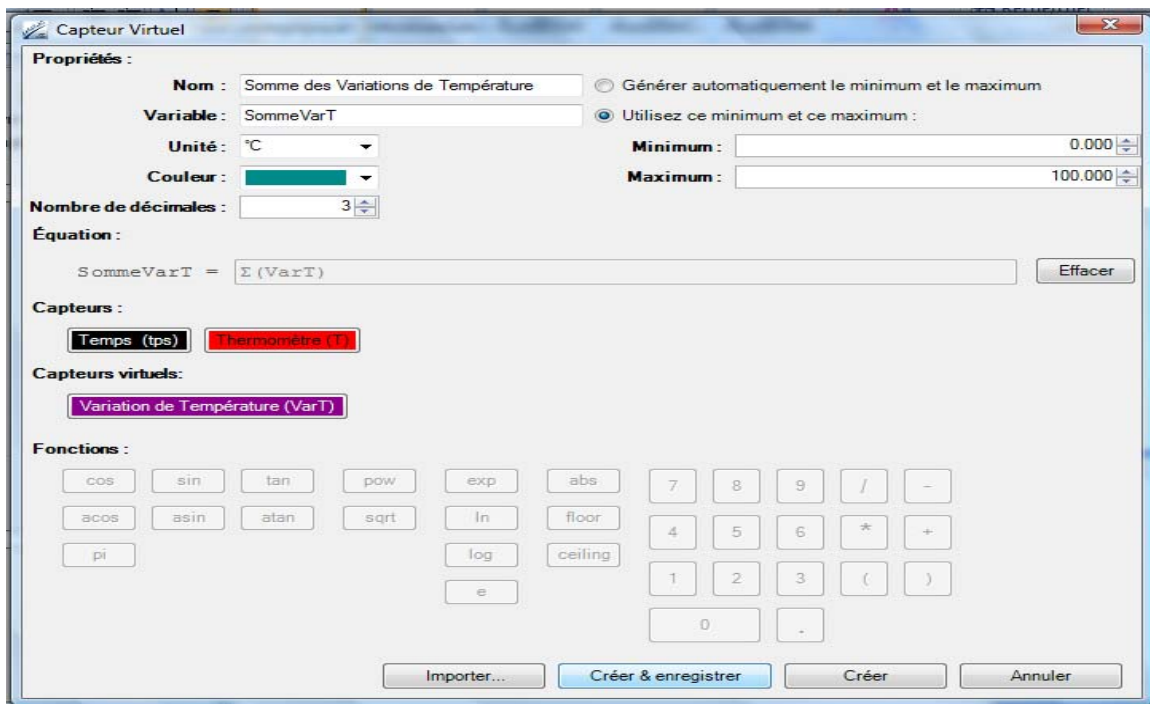 Capteur Virtuel
Propriétés :
Nom : Somme des Variations de Température
Générer automatiquement le minimum et le maximum
Variable : SommeVarT
Utilisez ce minimum et ce maximum :
Unité : °C
Minimum : 0.000
Couleur :
Maximum : 100.000
Nombre de décimales : 3
Équation :
SommeVarT = Σ(VarT)
Effacer
Capteurs :
Temps (tps) Thermomètre (T)
Capteurs virtuels:
Variation de Température (VarT)
Fonctions :
cos sin tan pow exp abs 7 8 9 / -
acos asin atan sqrt ln floor 4 5 6 * +
pi log ceiling 1 2 3 ( )
e 0 .
Importer... Créer & enregistrer Créer Annuler